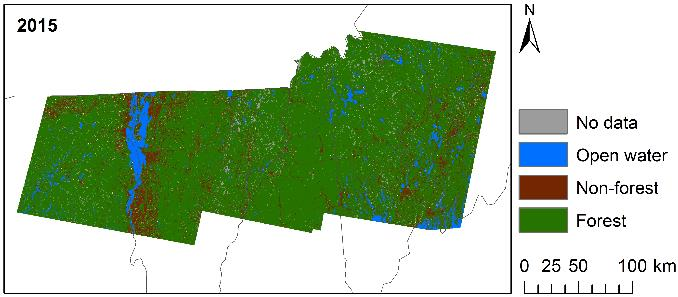 2015
N
No data
Open water
Non-forest
Forest
0 25 50 100 km